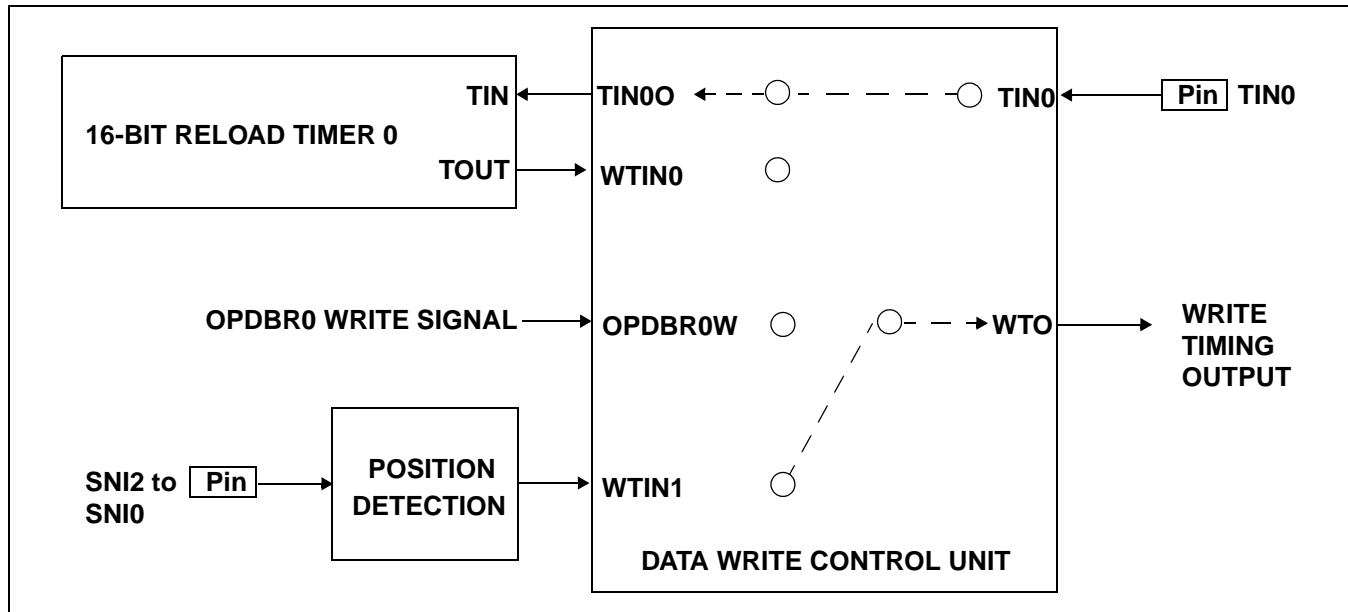 TIN
TIN0O
TIN0
Pin TIN0
16-BIT RELOAD TIMER 0
TOUT
WTIN0
OPDBR0 WRITE SIGNAL
OPDBR0W
WTO
WRITE
TIMING
OUTPUT
SNI2 to Pin
SNI0
POSITION
DETECTION
WTIN1
DATA WRITE CONTROL UNIT